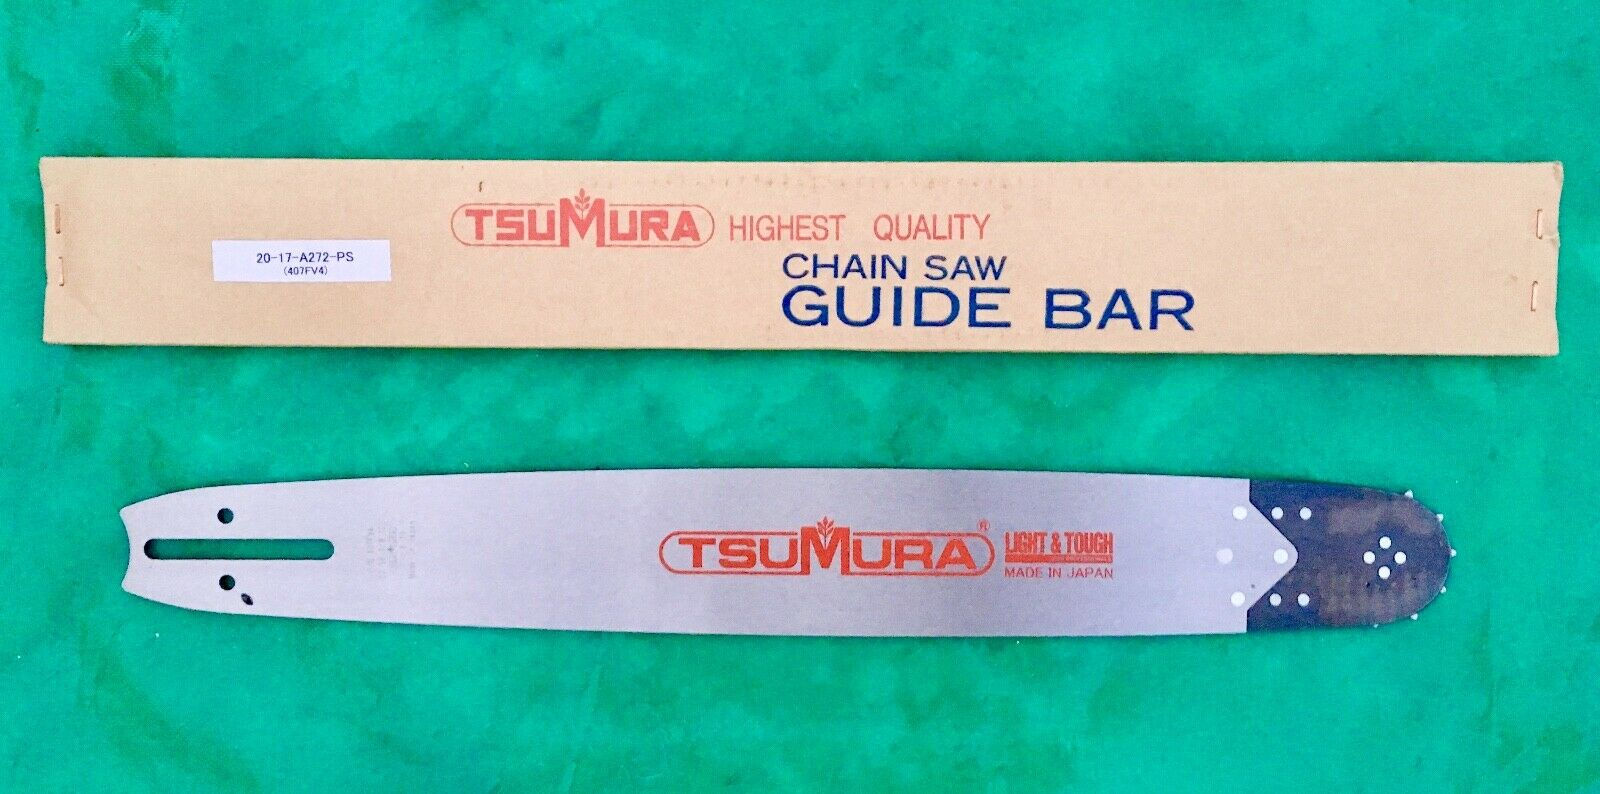 TSUMURA HIGHEST QUALITY
CHAIN SAW
GUIDE BAR
20-17-A272-PS
(407FV4)
TSUMURA® LIGHT & TOUGH
MADE IN JAPAN